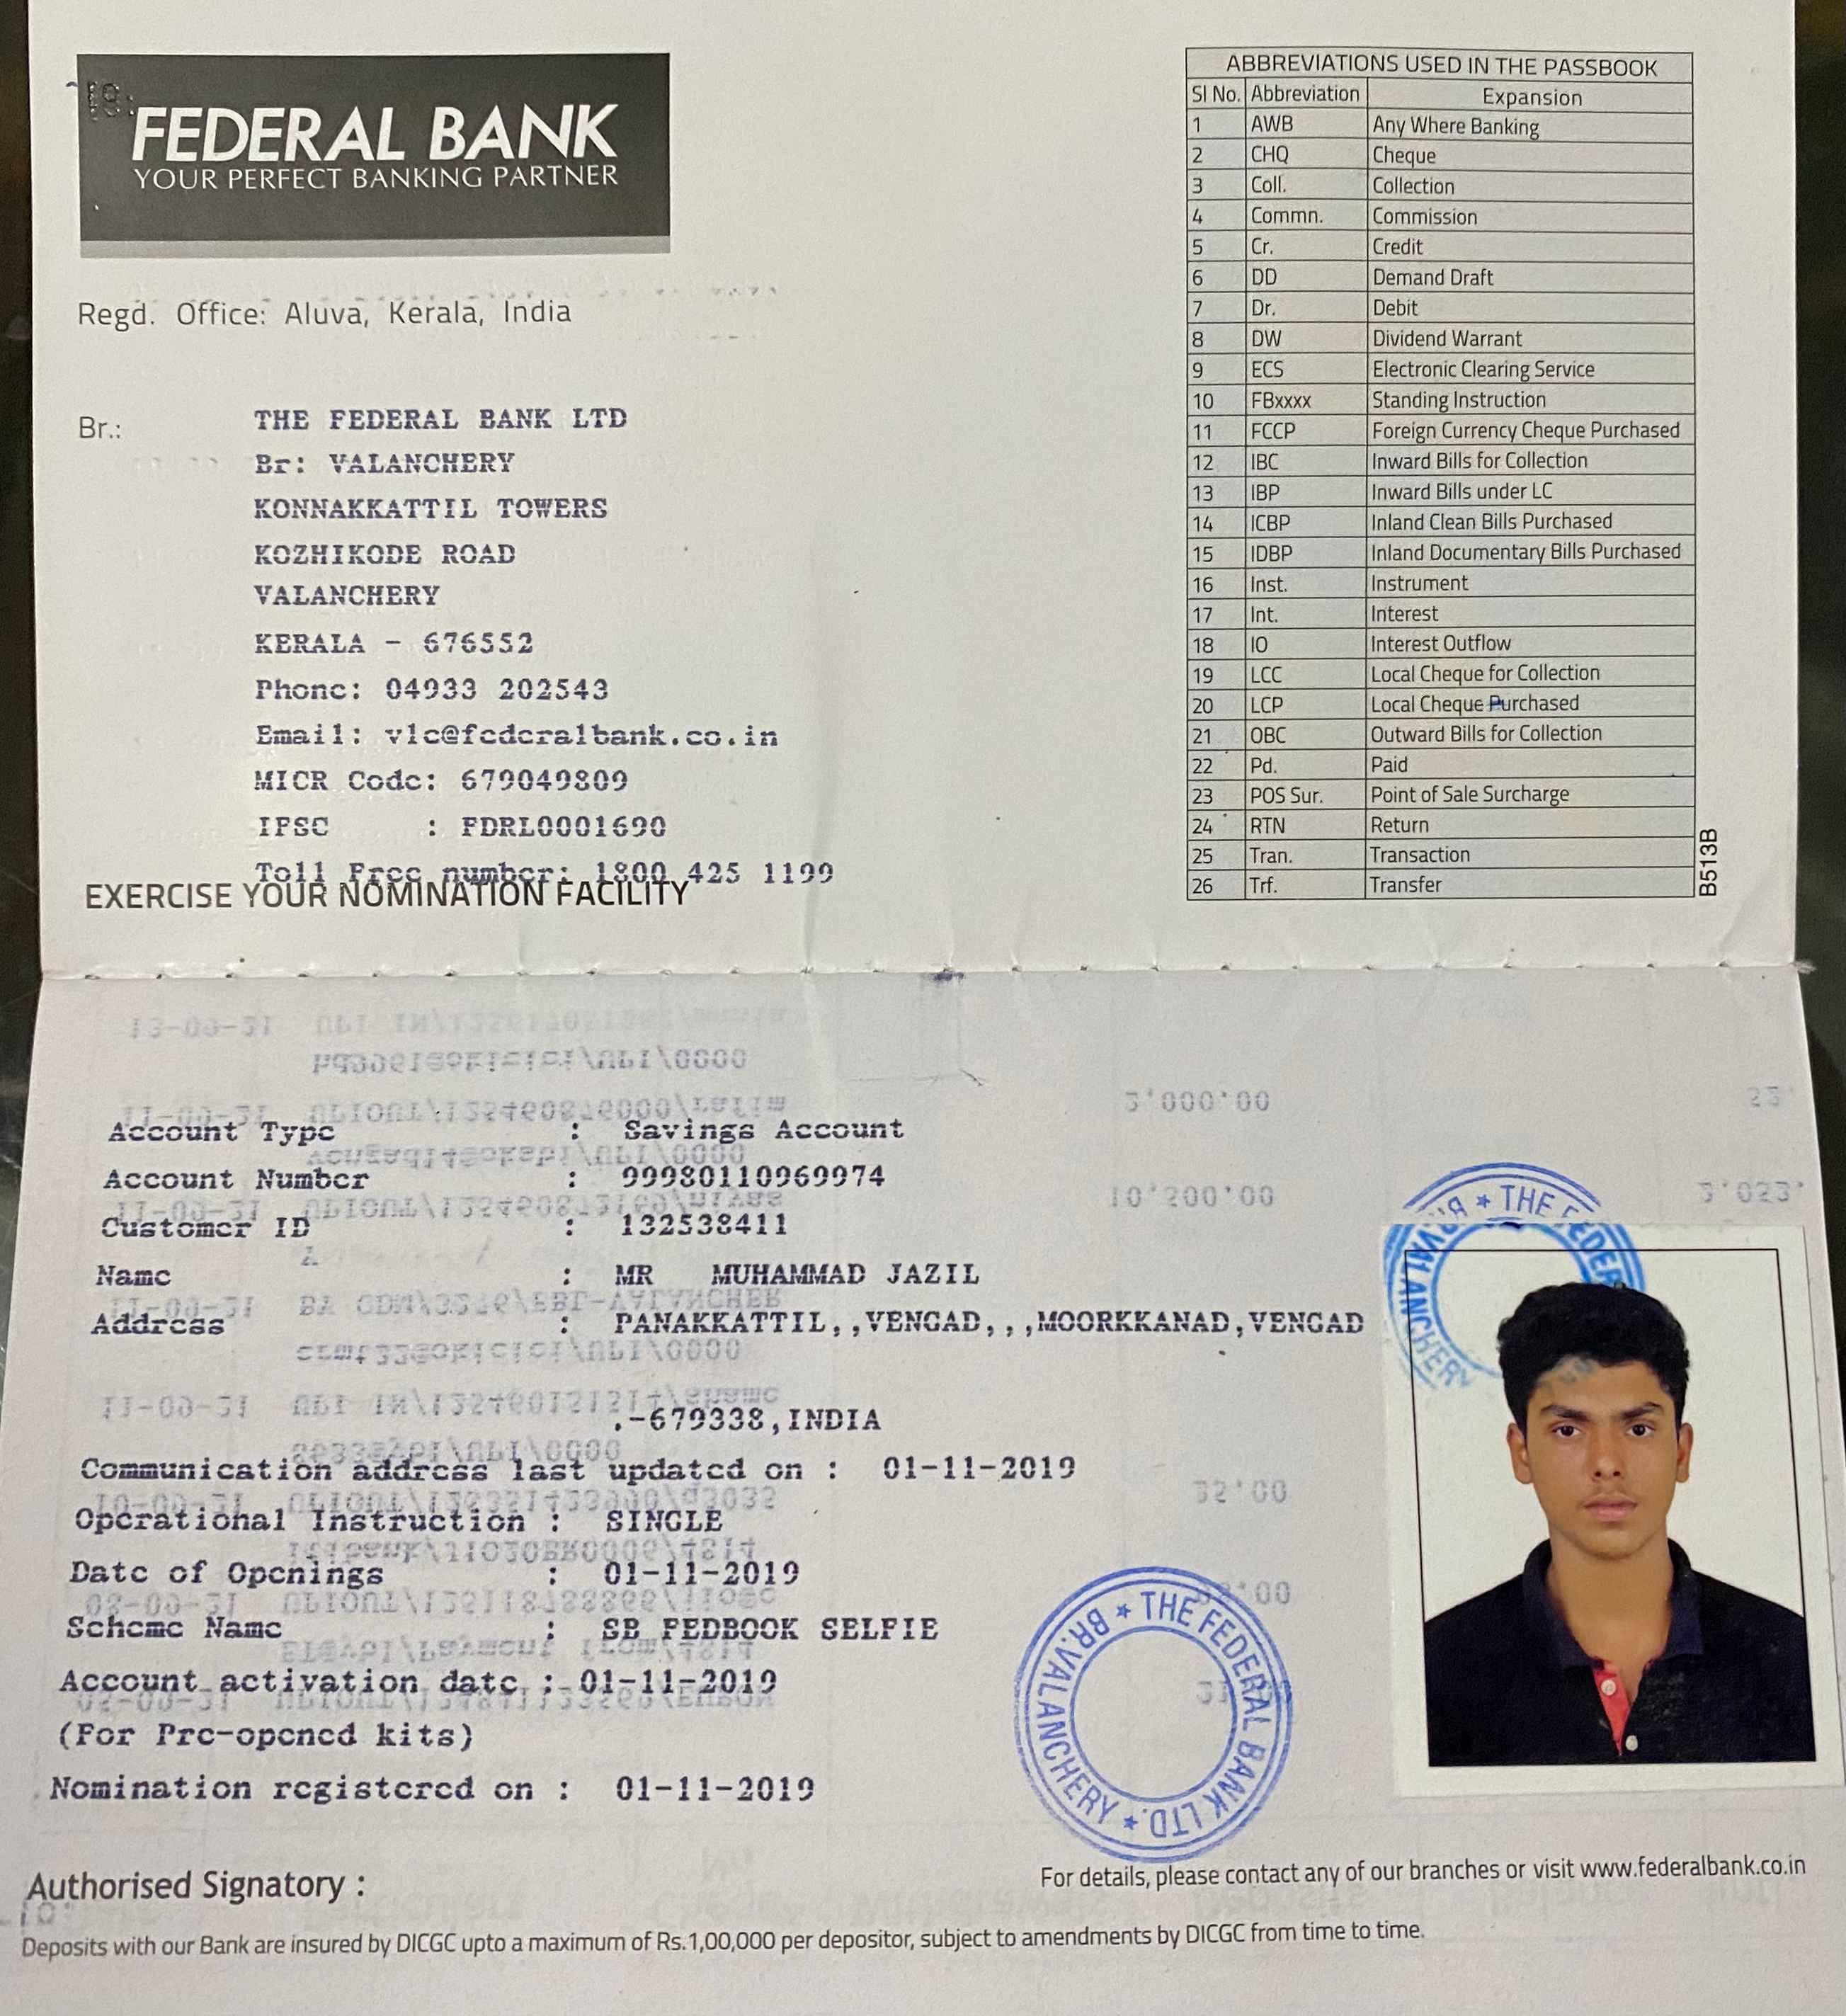 FEDERAL BANK
YOUR PERFECT BANKING PARTNER
Regd. Office: Aluva, Kerala, India
Br.:
THE FEDERAL BANK LTD
Br: VALANCHERY
KONNAKKATTIL TOWERS
KOZHIKODE ROAD
VALANCHERY
KERALA - 676552
Phone: 04933 202543
Email: vlc@federalbank.co.in
MICR Code: 679049809
IFSC : FDRL0001690
Toll Free number: 1800 425 1199
EXERCISE YOUR NOMINATION FACILITY
ABBREVIATIONS USED IN THE PASSBOOK
Sl No. Abbreviation Expansion
1 AWB Any Where Banking
2 CHQ Cheque
3 Coll. Collection
4 Commn. Commission
5 Cr. Credit
6 DD Demand Draft
7 Dr. Debit
8 DW Dividend Warrant
9 ECS Electronic Clearing Service
10 FBxxxx Standing Instruction
11 FCCP Foreign Currency Cheque Purchased
12 IBC Inward Bills for Collection
13 IBP Inward Bills under LC
14 ICBP Inland Clean Bills Purchased
15 IDBP Inland Documentary Bills Purchased
16 Inst. Instrument
17 Int. Interest
18 IO Interest Outflow
19 LCC Local Cheque for Collection
20 LCP Local Cheque Purchased
21 OBC Outward Bills for Collection
22 Pd. Paid
23 POS Sur. Point of Sale Surcharge
24 RTN Return
25 Tran. Transaction
26 Trf. Transfer
B513B
Account Type : Savings Account
Account Number : 99980110969974
Customer ID : 132538411
Name : MR MUHAMMAD JAZIL
Address : PANAKKATTIL,,VENGAD,,,MOORKKANAD,VENGAD
.-679338,INDIA
Communication address last updated on : 01-11-2019
Operational Instruction : SINGLE
Date of Openings : 01-11-2019
Scheme Name : SB FEDBOOK SELFIE
Account activation date : 01-11-2019
(For Pre-opened kits)
Nomination registered on : 01-11-2019
THE FEDER
VALANCHERY
THE FEDERAL BANK LTD.
BR.VALANCHERY
Authorised Signatory :
For details, please contact any of our branches or visit www.federalbank.co.in
Deposits with our Bank are insured by DICGC upto a maximum of Rs.1,00,000 per depositor, subject to amendments by DICGC from time to time.